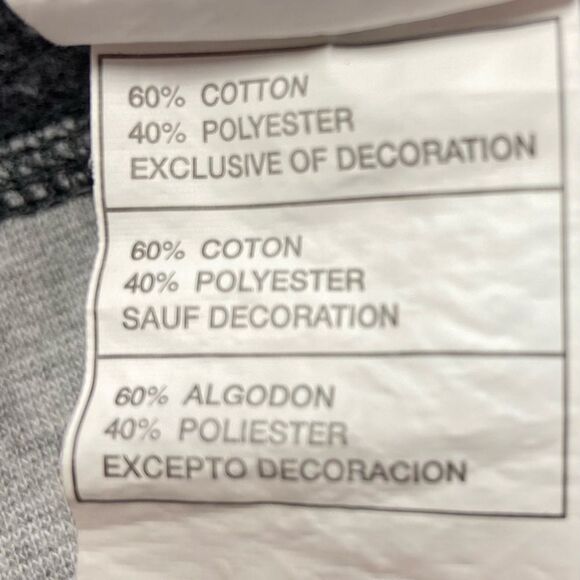 60% COTTON
40% POLYESTER
EXCLUSIVE OF DECORATION
60% COTON
40% POLYESTER
SAUF DECORATION
60% ALGODON
40% POLIESTER
EXCEPTO DECORACION